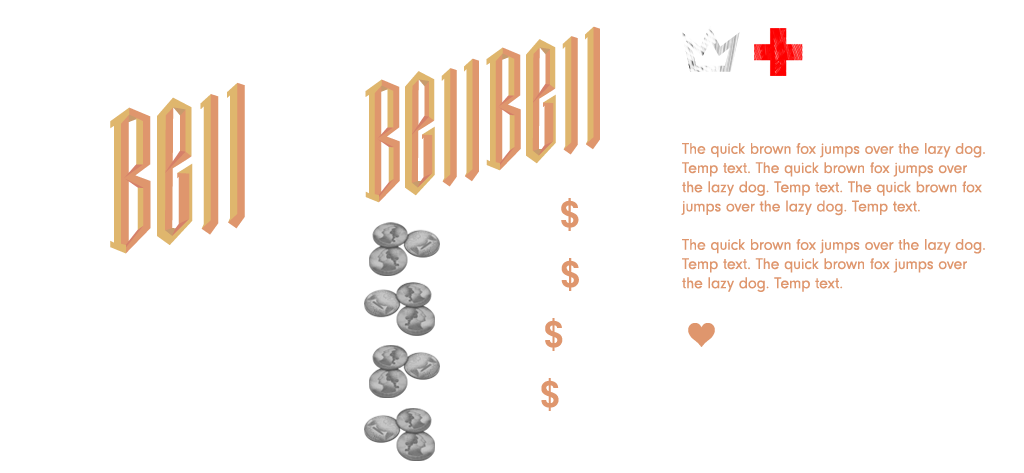 Bell
BellBell
$
$
$
$
The quick brown fox jumps over the lazy dog.
Temp text. The quick brown fox jumps over
the lazy dog. Temp text. The quick brown fox
jumps over the lazy dog. Temp text.
The quick brown fox jumps over the lazy dog.
Temp text. The quick brown fox jumps over
the lazy dog. Temp text.